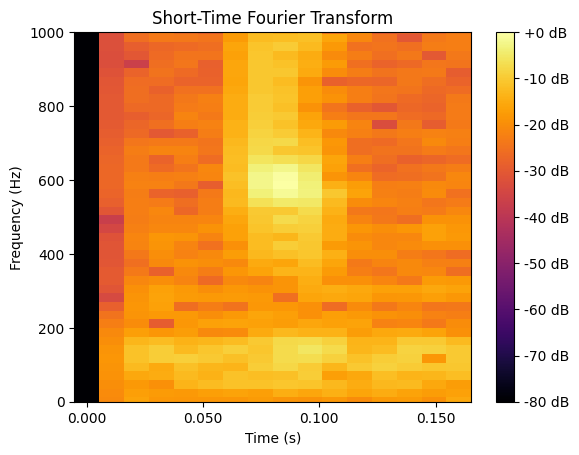 Short-Time Fourier Transform
Frequency (Hz)
1000
800
600
400
200
0
0.000
0.050
0.100
0.150
Time (s)
+0 dB
-10 dB
-20 dB
-30 dB
-40 dB
-50 dB
-60 dB
-70 dB
-80 dB